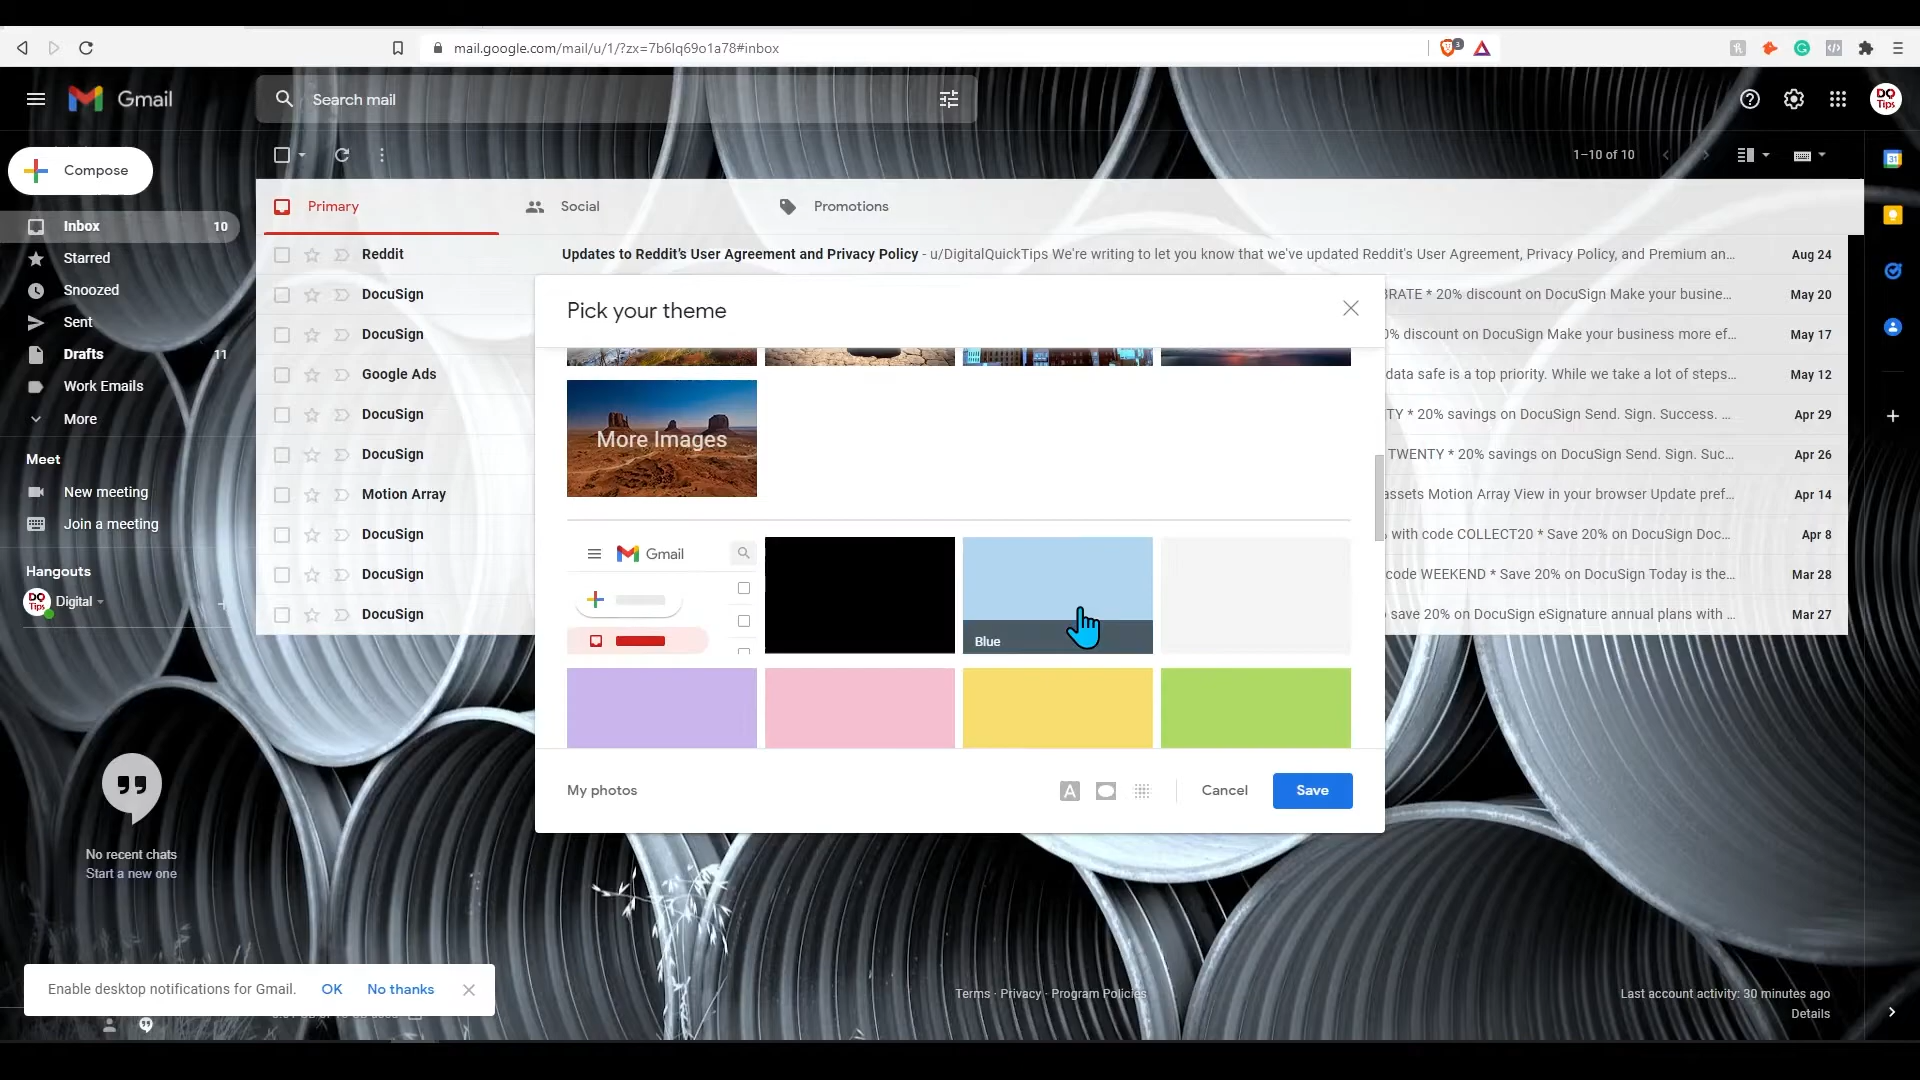 mail.google.com/mail/u/1/?zx=7b6lq69o1a78#inbox
3
Gmail
Search mail
DQ Tips
Compose
1–10 of 10
31
Primary
Social
Promotions
Inbox 10
Starred
Snoozed
Sent
Drafts 11
Work Emails
More
Meet
New meeting
Join a meeting
Hangouts
DQ Tips
Digital
No recent chats
Start a new one
Reddit Updates to Reddit's User Agreement and Privacy Policy - u/DigitalQuickTips We're writing to let you know that we've updated Reddit's User Agreement, Privacy Policy, and Premium an... Aug 24
DocuSign BRATE * 20% discount on DocuSign Make your busine... May 20
DocuSign 0% discount on DocuSign Make your business more ef... May 17
Google Ads data safe is a top priority. While we take a lot of steps... May 12
DocuSign TY * 20% savings on DocuSign Send. Sign. Success. ... Apr 29
DocuSign TWENTY * 20% savings on DocuSign Send. Sign. Suc... Apr 26
Motion Array assets Motion Array View in your browser Update pref... Apr 14
DocuSign with code COLLECT20 * Save 20% on DocuSign Doc... Apr 8
DocuSign code WEEKEND * Save 20% on DocuSign Today is the... Mar 28
DocuSign save 20% on DocuSign eSignature annual plans with ... Mar 27
Pick your theme
More Images
Gmail
Blue
My photos
A
Cancel
Save
Enable desktop notifications for Gmail. OK No thanks
Terms · Privacy · Program Policies
Last account activity: 30 minutes ago
Details